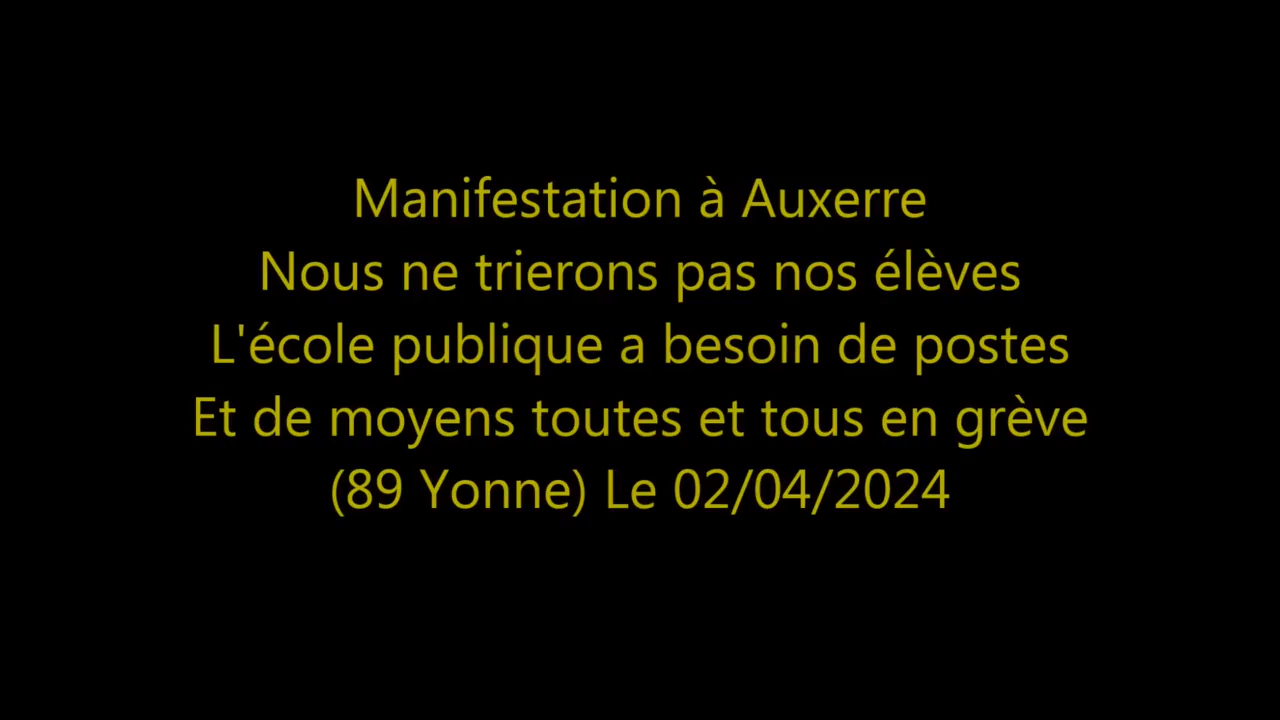 Manifestation à Auxerre
Nous ne trierons pas nos élèves
L'école publique a besoin de postes
Et de moyens toutes et tous en grève
(89 Yonne) Le 02/04/2024